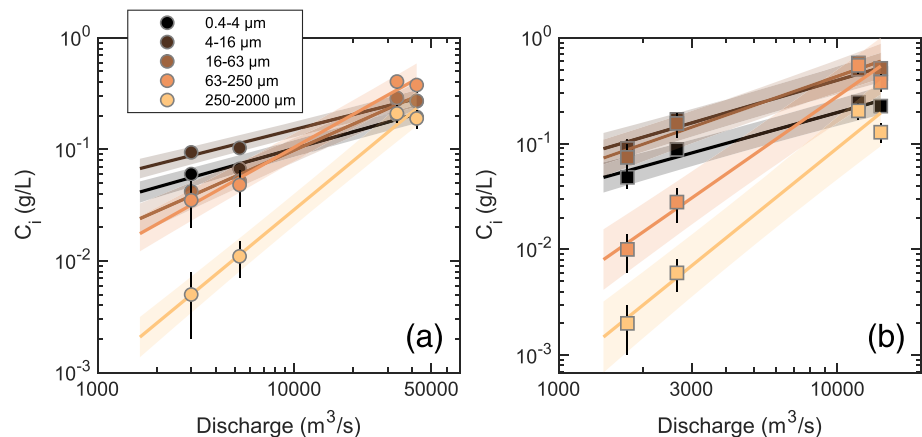 0.4-4 µm
4-16 µm
16-63 µm
63-250 µm
250-2000 µm
10⁰
10⁻¹
10⁻²
10⁻³
C_i (g/L)
1000
10000
50000
Discharge (m³/s)
(a)
10⁰
10⁻¹
10⁻²
10⁻³
C_i (g/L)
1000
3000
10000
Discharge (m³/s)
(b)